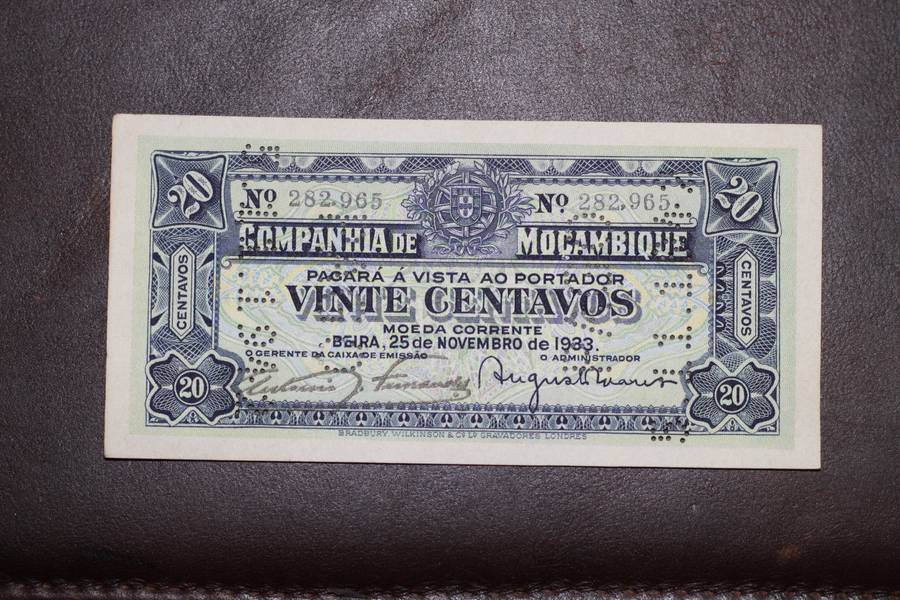 20
Nº 282,965
Nº 282,965
20
COMPANHIA DE MOÇAMBIQUE
CENTAVOS
PAGARÁ Á VISTA AO PORTADOR
CENTAVOS
VINTE CENTAVOS
MOEDA CORRENTE
BEIRA, 25 de NOVEMBRO de 1933.
O GERENTE DA CAIXA DE EMISSÃO
O ADMINISTRADOR
20
20
BRADBURY, WILKINSON & Cº Lº GRAVADORES LONDRES